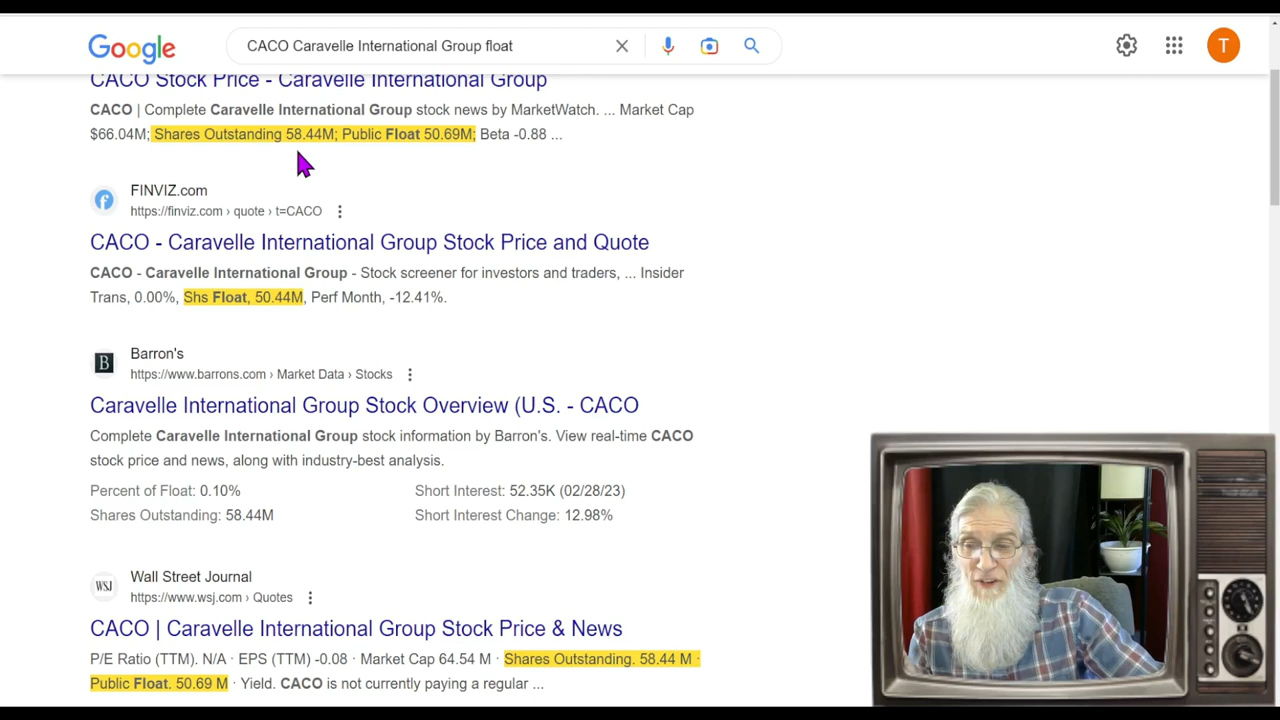 Google
CACO Caravelle International Group float
T
CACO Stock Price - Caravelle International Group
CACO | Complete Caravelle International Group stock news by MarketWatch. ... Market Cap
$66.04M; Shares Outstanding 58.44M; Public Float 50.69M; Beta -0.88 ...
FINVIZ.com
https://finviz.com › quote › t=CACO
CACO - Caravelle International Group Stock Price and Quote
CACO - Caravelle International Group - Stock screener for investors and traders, ... Insider
Trans, 0.00%, Shs Float, 50.44M, Perf Month, -12.41%.
B
Barron's
https://www.barrons.com › Market Data › Stocks
Caravelle International Group Stock Overview (U.S. - CACO
Complete Caravelle International Group stock information by Barron's. View real-time CACO
stock price and news, along with industry-best analysis.
Percent of Float: 0.10% Short Interest: 52.35K (02/28/23)
Shares Outstanding: 58.44M Short Interest Change: 12.98%
WSJ
Wall Street Journal
https://www.wsj.com › Quotes
CACO | Caravelle International Group Stock Price & News
P/E Ratio (TTM). N/A · EPS (TTM) -0.08 · Market Cap 64.54 M · Shares Outstanding. 58.44 M ·
Public Float. 50.69 M · Yield. CACO is not currently paying a regular ...